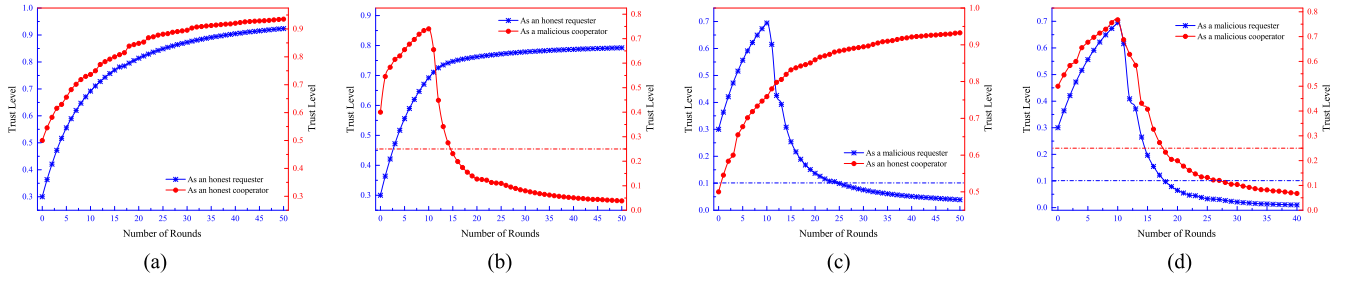 Trust Level
1.0
0.9
0.8
0.7
0.6
0.5
0.4
0.3
As an honest requester
As an honest cooperator
0.9
0.8
0.7
0.6
0.5
0.4
0.3
Trust Level
0 5 10 15 20 25 30 35 40 45 50
Number of Rounds
(a)
Trust Level
0.9
0.8
0.7
0.6
0.5
0.4
0.3
As an honest requester
As a malicious cooperator
0.8
0.7
0.6
0.5
0.4
0.3
0.2
0.1
0.0
Trust Level
0 5 10 15 20 25 30 35 40 45 50
Number of Rounds
(b)
Trust Level
0.7
0.6
0.5
0.4
0.3
0.2
0.1
0.0
As a malicious requester
As an honest cooperator
1.0
0.9
0.8
0.7
0.6
0.5
Trust Level
0 5 10 15 20 25 30 35 40 45 50
Number of Rounds
(c)
Trust Level
0.7
0.6
0.5
0.4
0.3
0.2
0.1
0.0
As a malicious requester
As a malicious cooperator
0.8
0.7
0.6
0.5
0.4
0.3
0.2
0.1
0.0
Trust Level
0 5 10 15 20 25 30 35 40
Number of Rounds
(d)